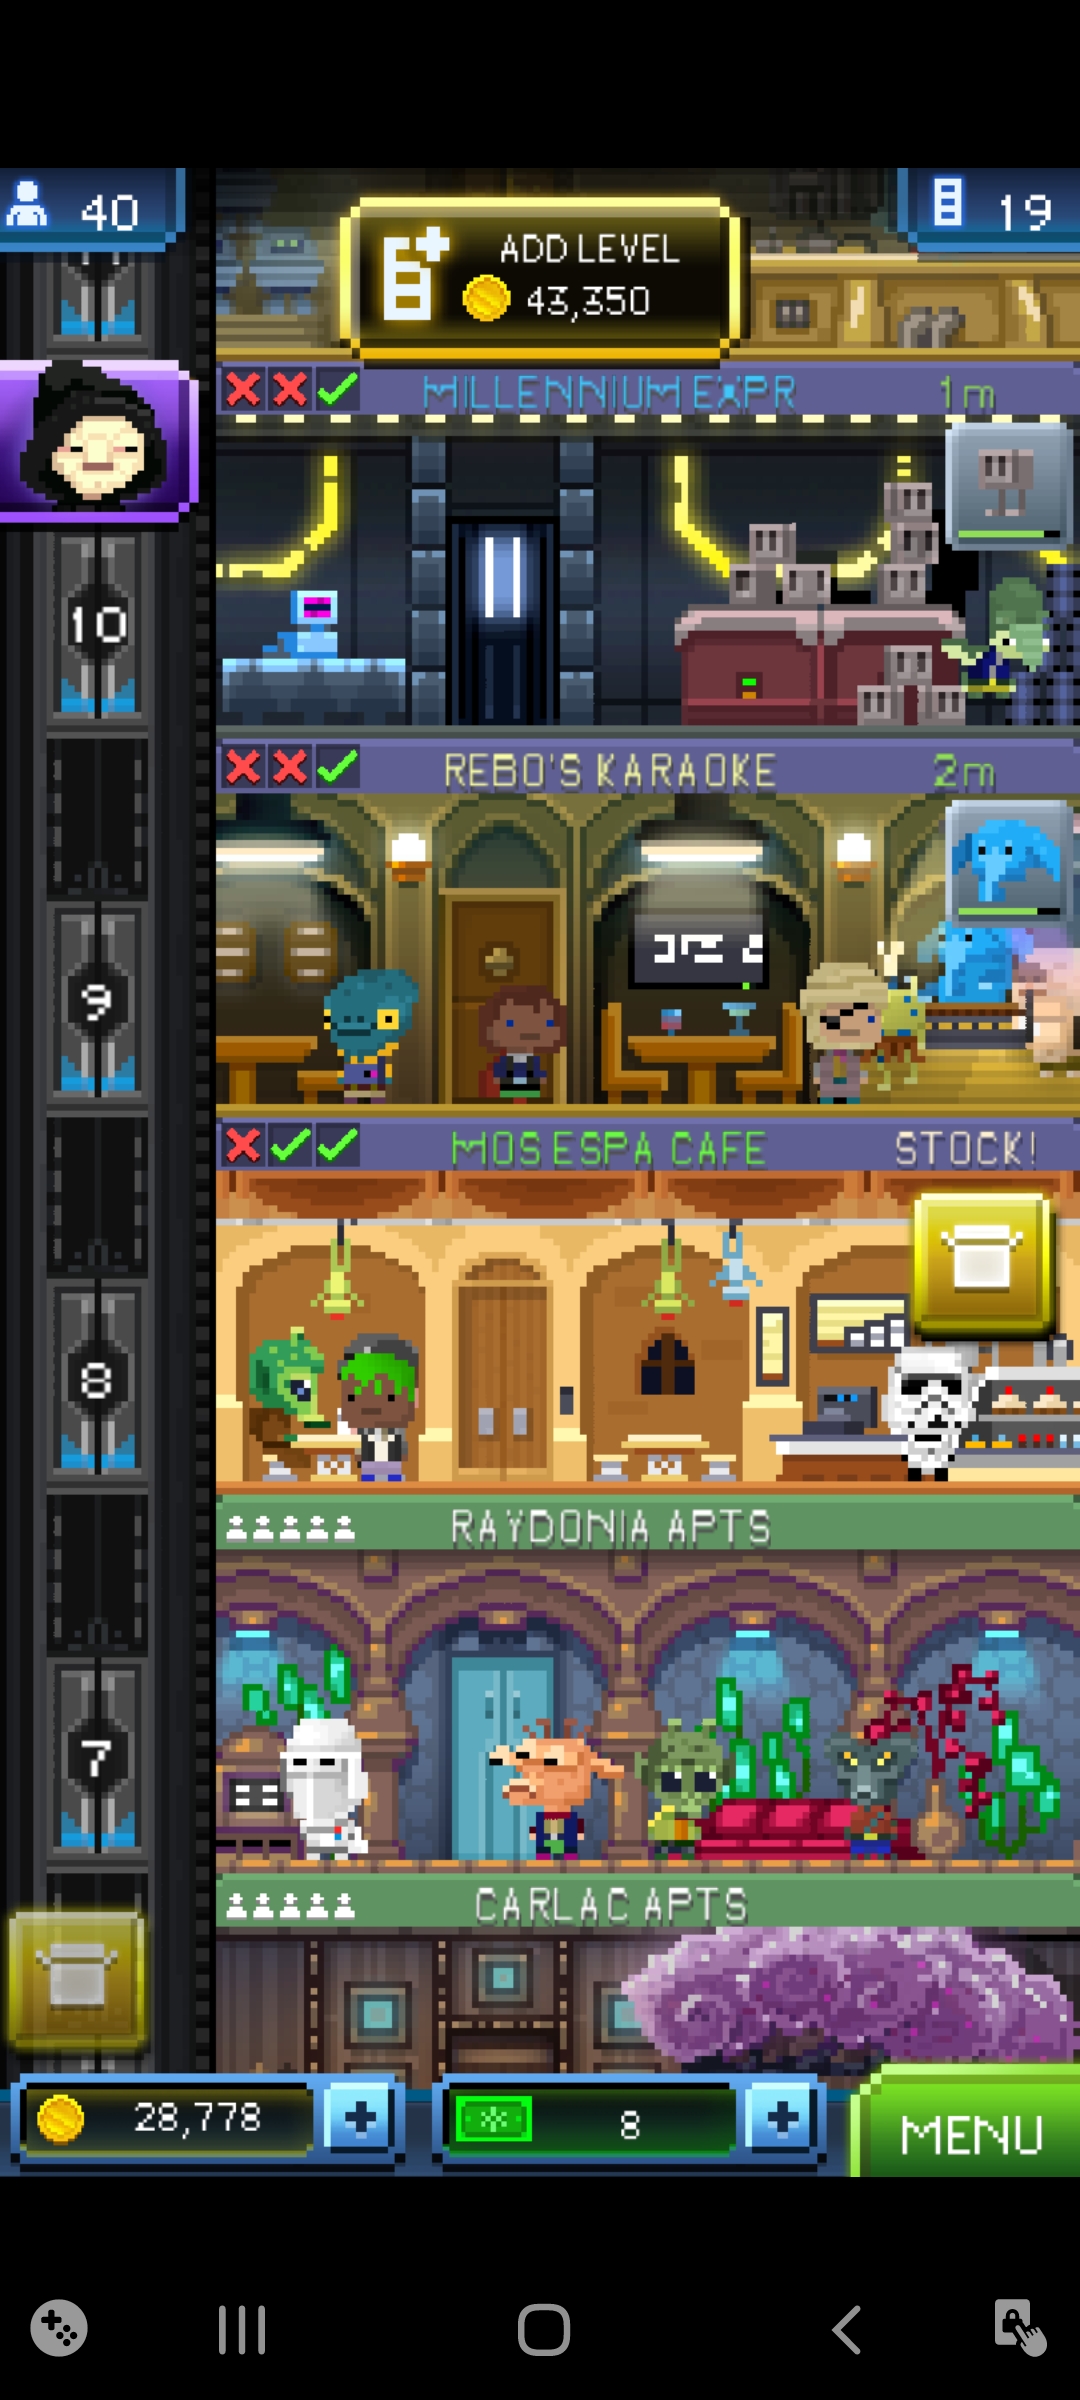 40
ADD LEVEL
43,350
19
MILLENNIUM EXPR
1m
10
REBO'S KARAOKE
2m
9
MOS ESPA CAFE
STOCK!
8
RAYDONIA APTS
7
CARLAC APTS
28,778
8
MENU